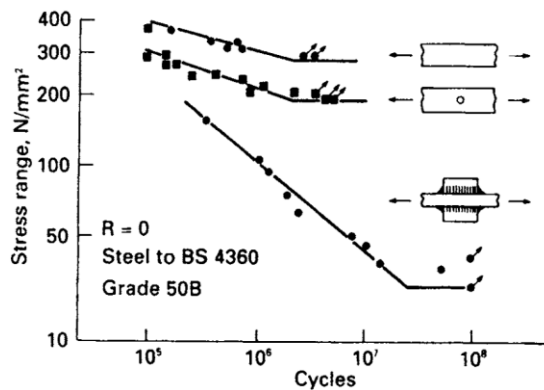 Stress range, N/mm²
400
300
200
100
50
10
R = 0
Steel to BS 4360
Grade 50B
10⁵
10⁶
10⁷
10⁸
Cycles